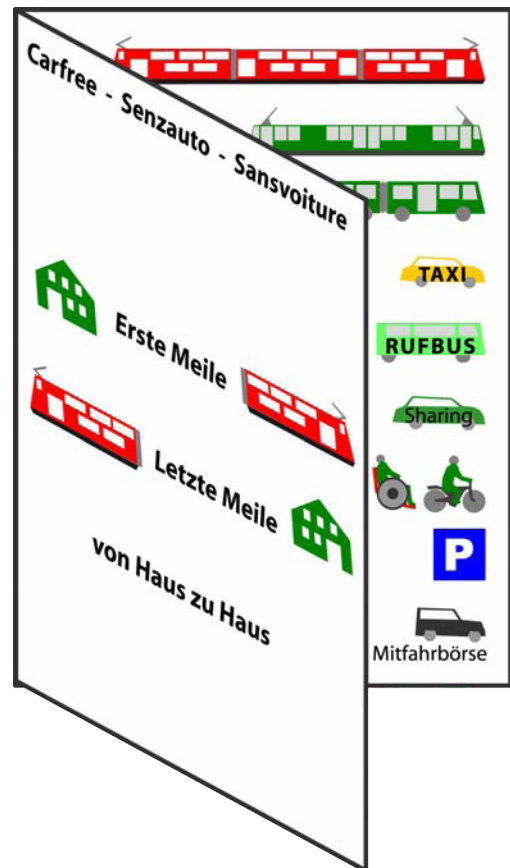 Carfree - Senzauto - Sansvoiture
Erste Meile
Letzte Meile
von Haus zu Haus
TAXI
RUFBUS
Sharing
P
Mitfahrbörse